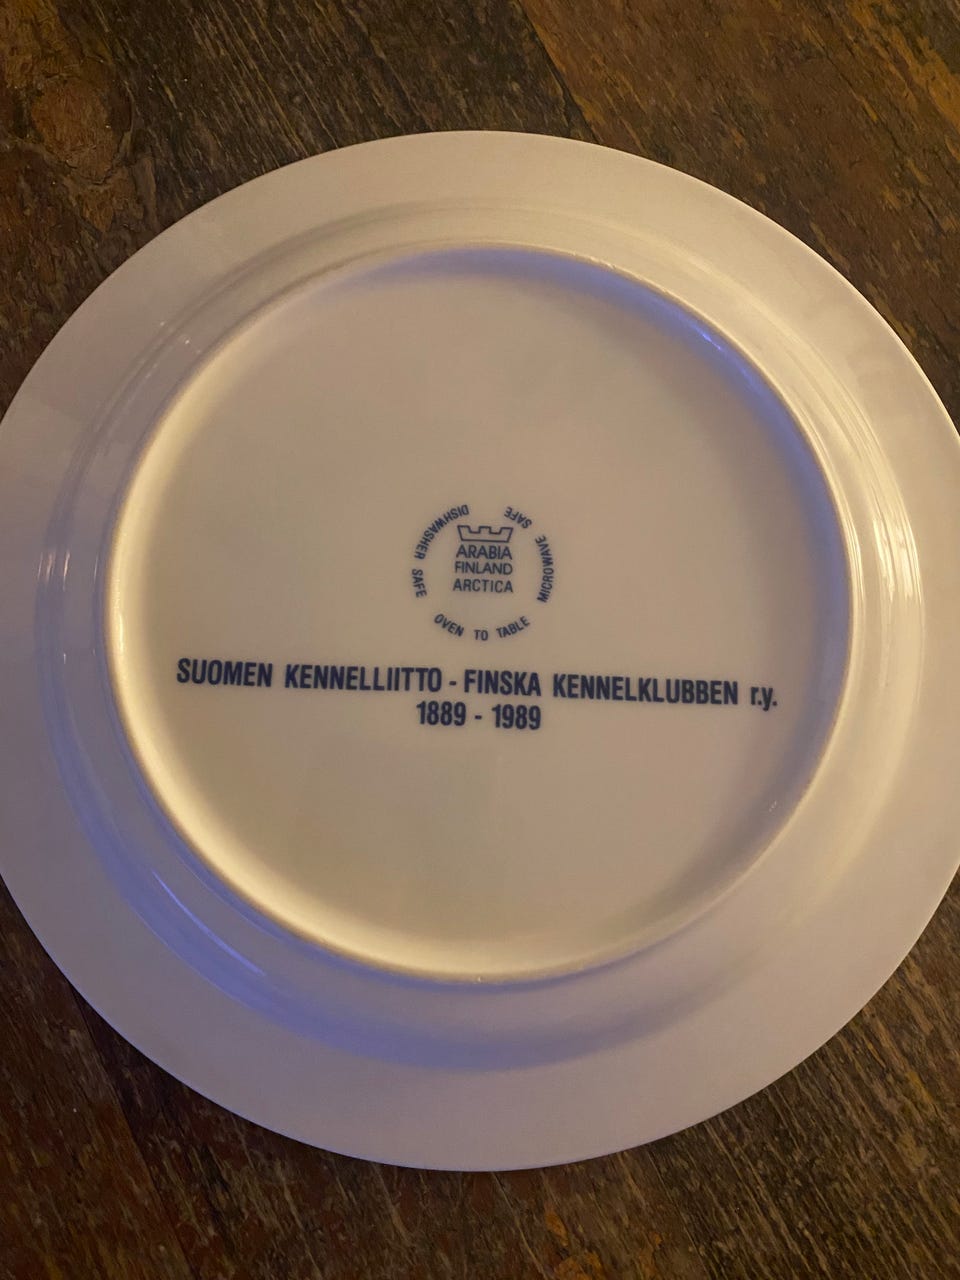 DISHWASHER SAFE
MICROWAVE SAFE
ARABIA
FINLAND
ARCTICA
OVEN TO TABLE
SUOMEN KENNELLIITTO - FINSKA KENNELKLUBBEN r.y.
1889 - 1989